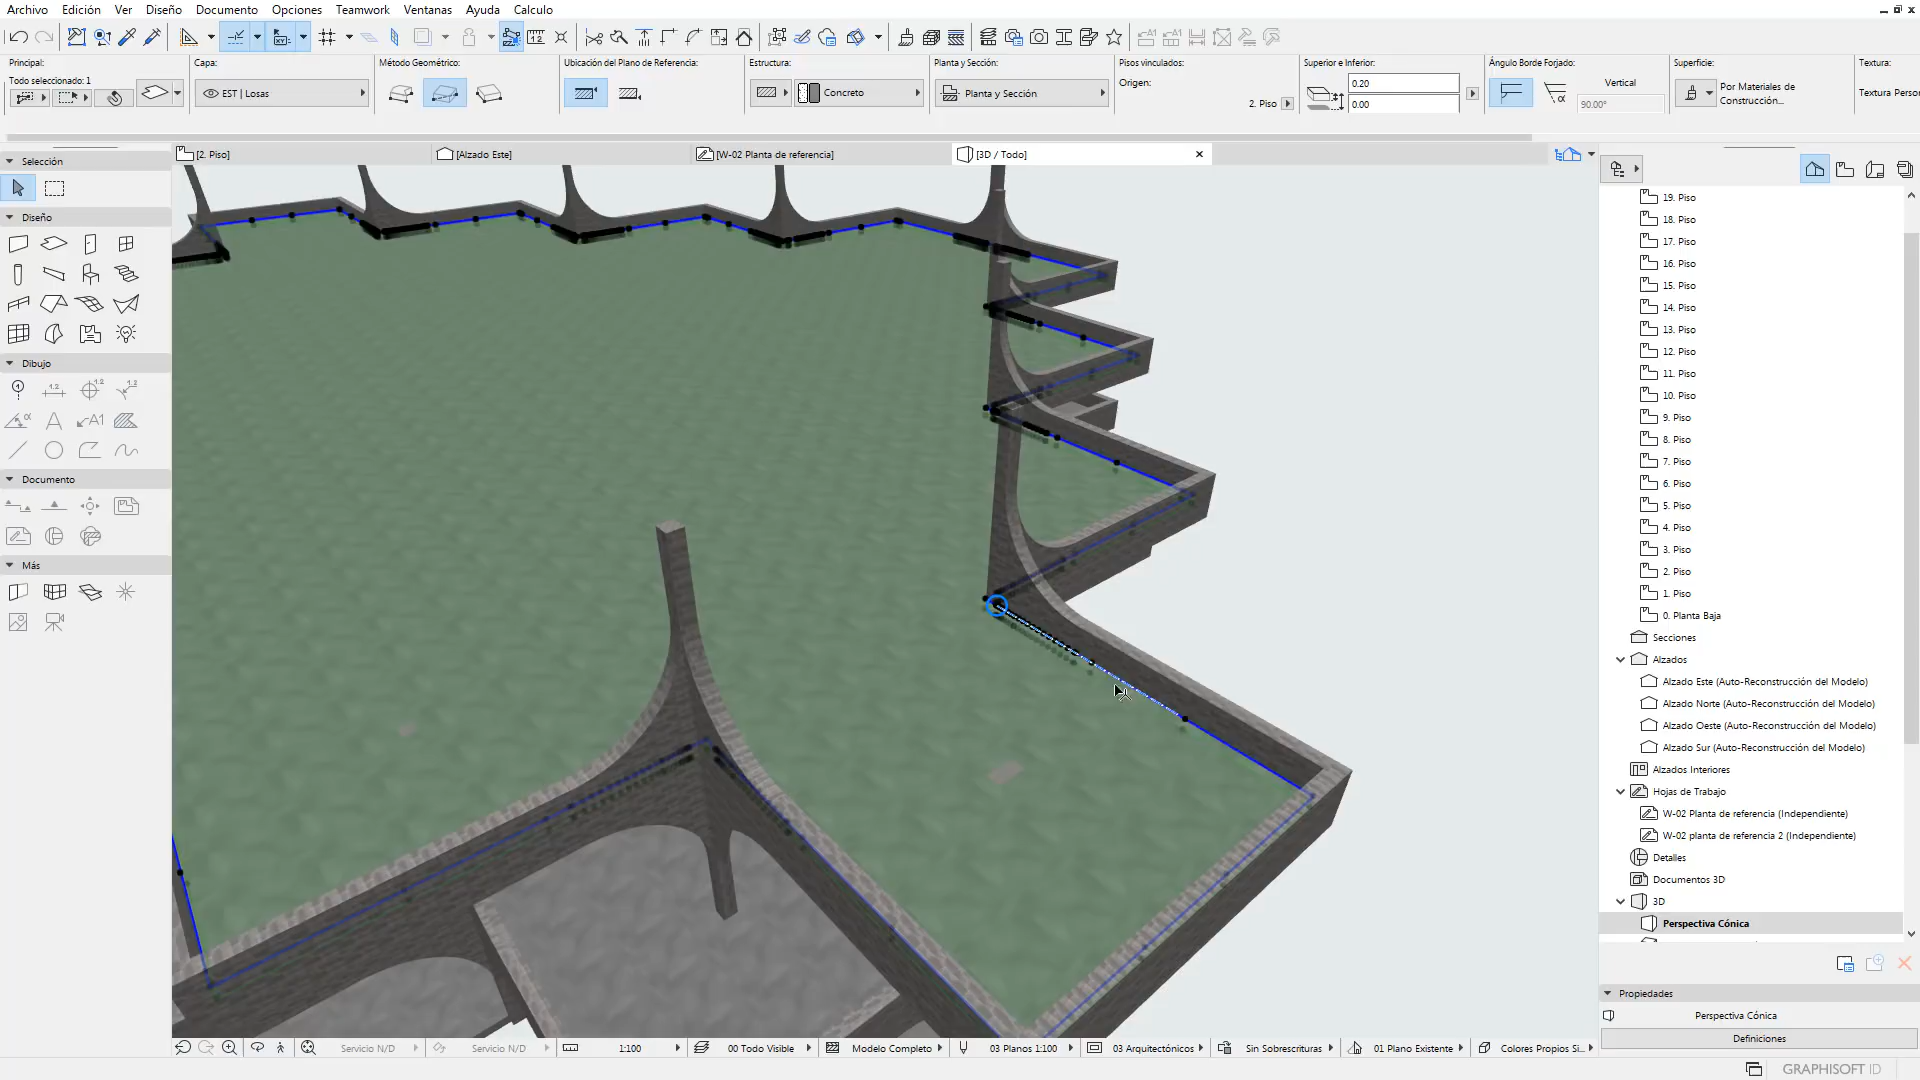 Archivo Edición Ver Diseño Documento Opciones Teamwork Ventanas Ayuda Calculo
Principal:
Todo seleccionado: 1
Capa:
EST | Losas
Método Geométrico:
Ubicación del Plano de Referencia:
Estructura:
Concreto
Planta y Sección:
Planta y Sección
Pisos vinculados:
Origen:
2. Piso
Superior e Inferior:
0.20
0.00
Ángulo Borde Forjado:
Vertical
90.00°
Superficie:
Por Materiales de
Construcción...
Textura:
Textura Perso
[2. Piso]
[Alzado Este]
[W-02 Planta de referencia]
[3D / Todo]
Selección
Diseño
Dibujo
Documento
Más
19. Piso
18. Piso
17. Piso
16. Piso
15. Piso
14. Piso
13. Piso
12. Piso
11. Piso
10. Piso
9. Piso
8. Piso
7. Piso
6. Piso
5. Piso
4. Piso
3. Piso
2. Piso
1. Piso
0. Planta Baja
Secciones
Alzados
Alzado Este (Auto-Reconstrucción del Modelo)
Alzado Norte (Auto-Reconstrucción del Modelo)
Alzado Oeste (Auto-Reconstrucción del Modelo)
Alzado Sur (Auto-Reconstrucción del Modelo)
Alzados Interiores
Hojas de Trabajo
W-02 Planta de referencia (Independiente)
W-02 planta de referencia 2 (Independiente)
Detalles
Documentos 3D
3D
Perspectiva Cónica
Propiedades
Perspectiva Cónica
Definiciones
Servicio N/D
Servicio N/D
1:100
00 Todo Visible
Modelo Completo
03 Planos 1:100
03 Arquitectónicos
Sin Sobrescrituras
01 Plano Existente
Colores Propios Si...
GRAPHISOFT ID